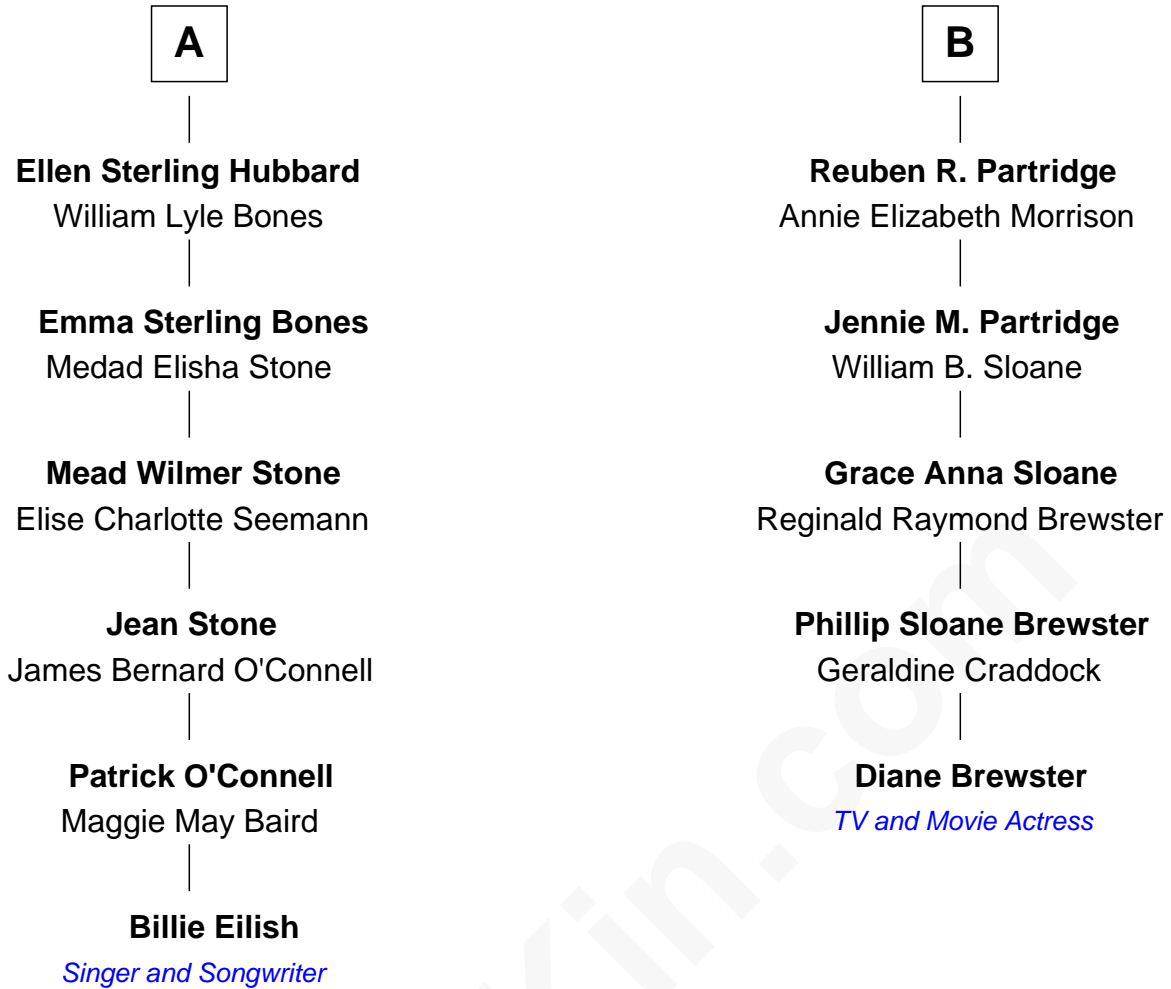 A
Ellen Sterling Hubbard
William Lyle Bones
Emma Sterling Bones
Medad Elisha Stone
Mead Wilmer Stone
Elise Charlotte Seemann
Jean Stone
James Bernard O'Connell
Patrick O'Connell
Maggie May Baird
Billie Eilish
Singer and Songwriter
B
Reuben R. Partridge
Annie Elizabeth Morrison
Jennie M. Partridge
William B. Sloane
Grace Anna Sloane
Reginald Raymond Brewster
Phillip Sloane Brewster
Geraldine Craddock
Diane Brewster
TV and Movie Actress
Kin.com